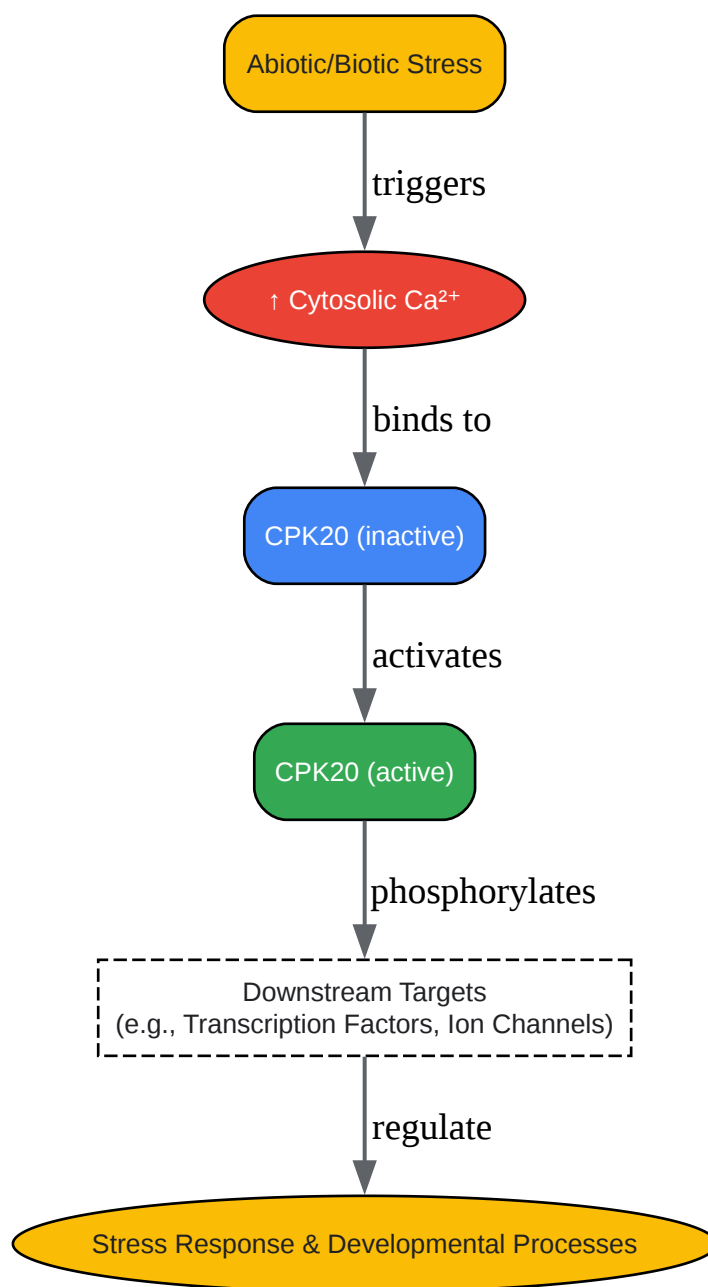 Abiotic/Biotic Stress
triggers
↑ Cytosolic Ca²⁺
binds to
CPK20 (inactive)
activates
CPK20 (active)
phosphorylates
Downstream Targets
(e.g., Transcription Factors, Ion Channels)
regulate
Stress Response & Developmental Processes